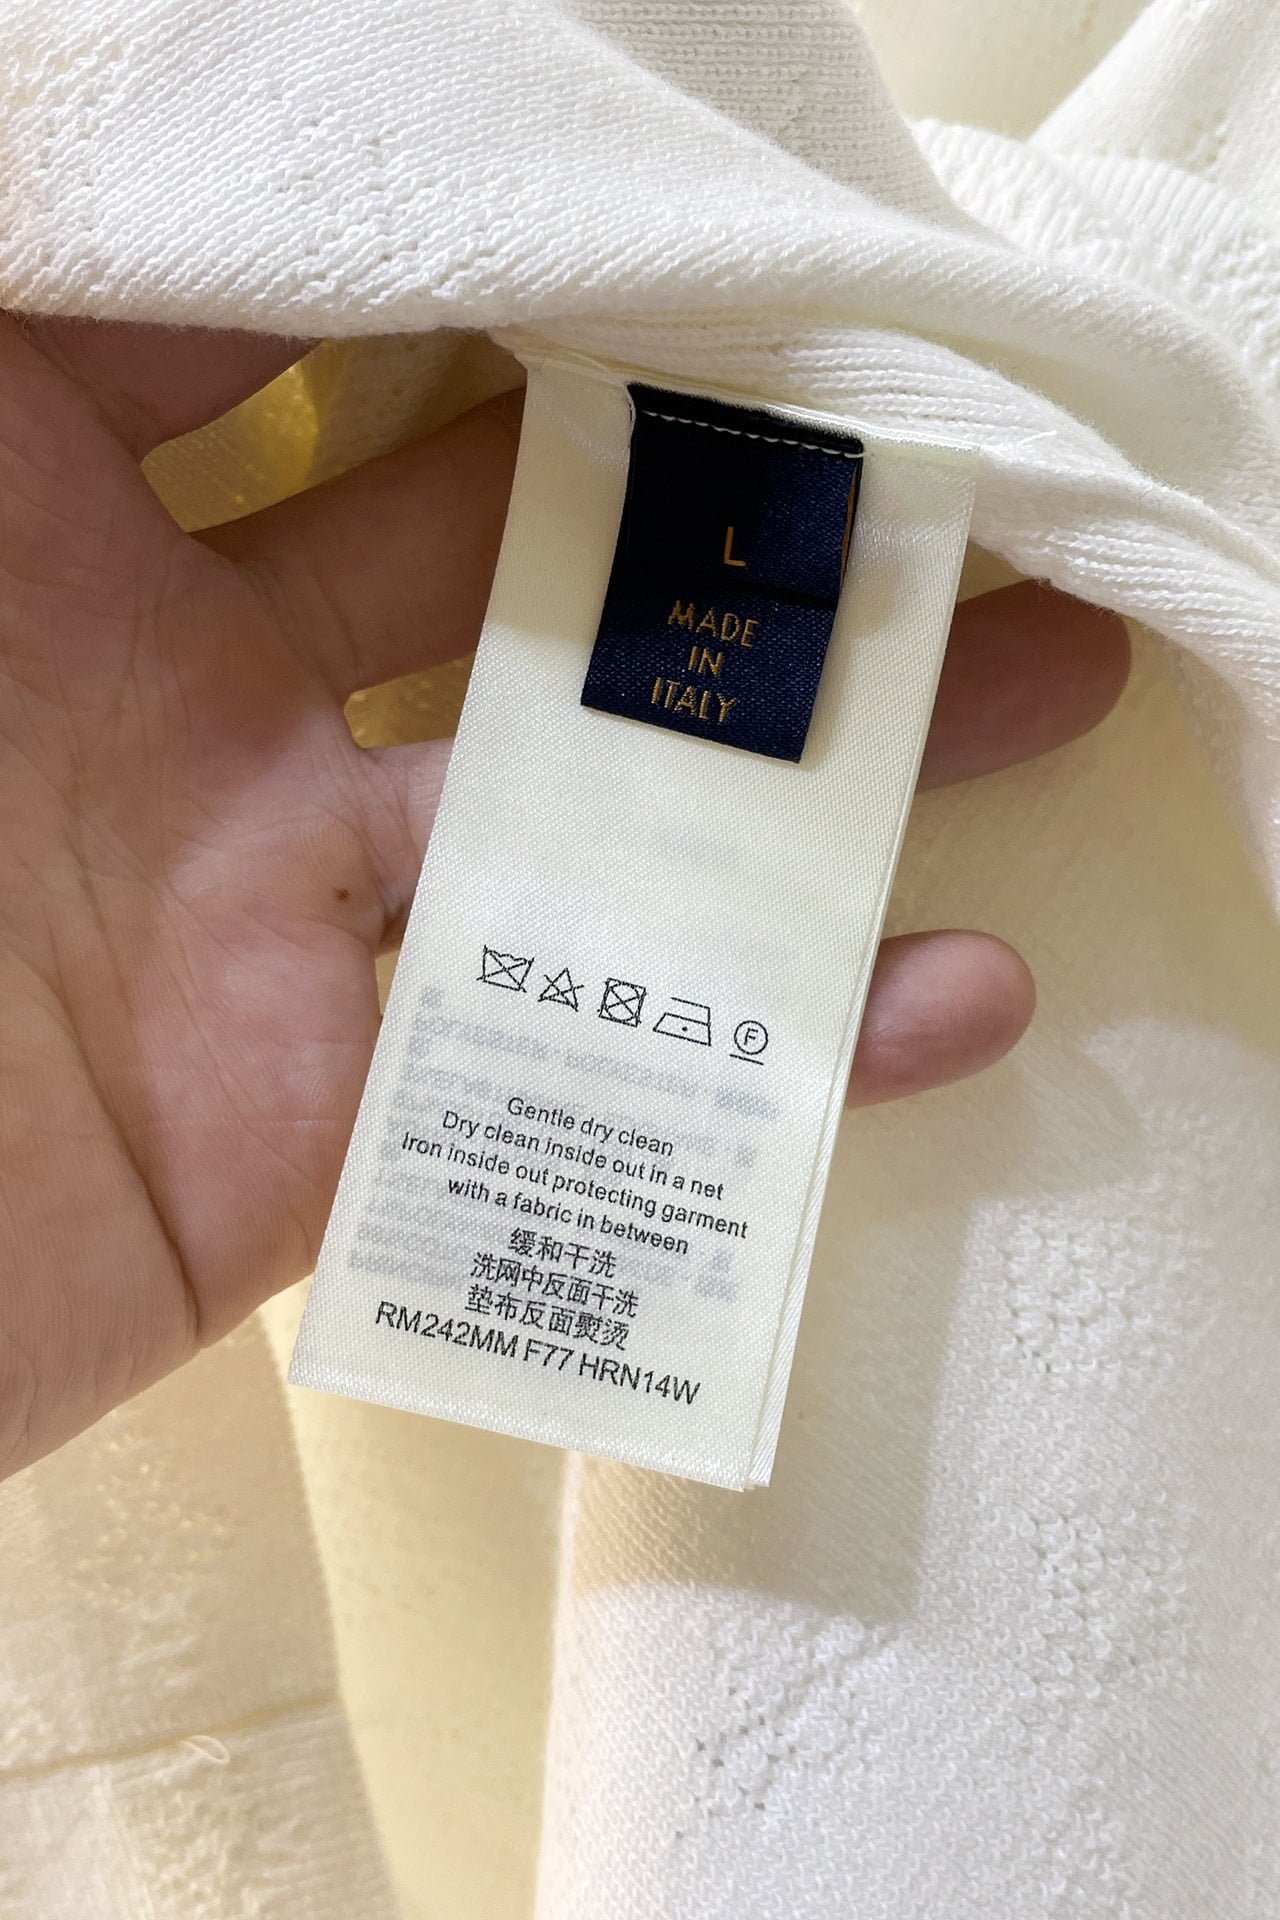 L
MADE
IN
ITALY
F
Gentle dry clean
Dry clean inside out in a net
Iron inside out protecting garment
with a fabric in between
缓和干洗
洗网中反面干洗
垫布反面熨烫
RM242MM F77 HRN14W